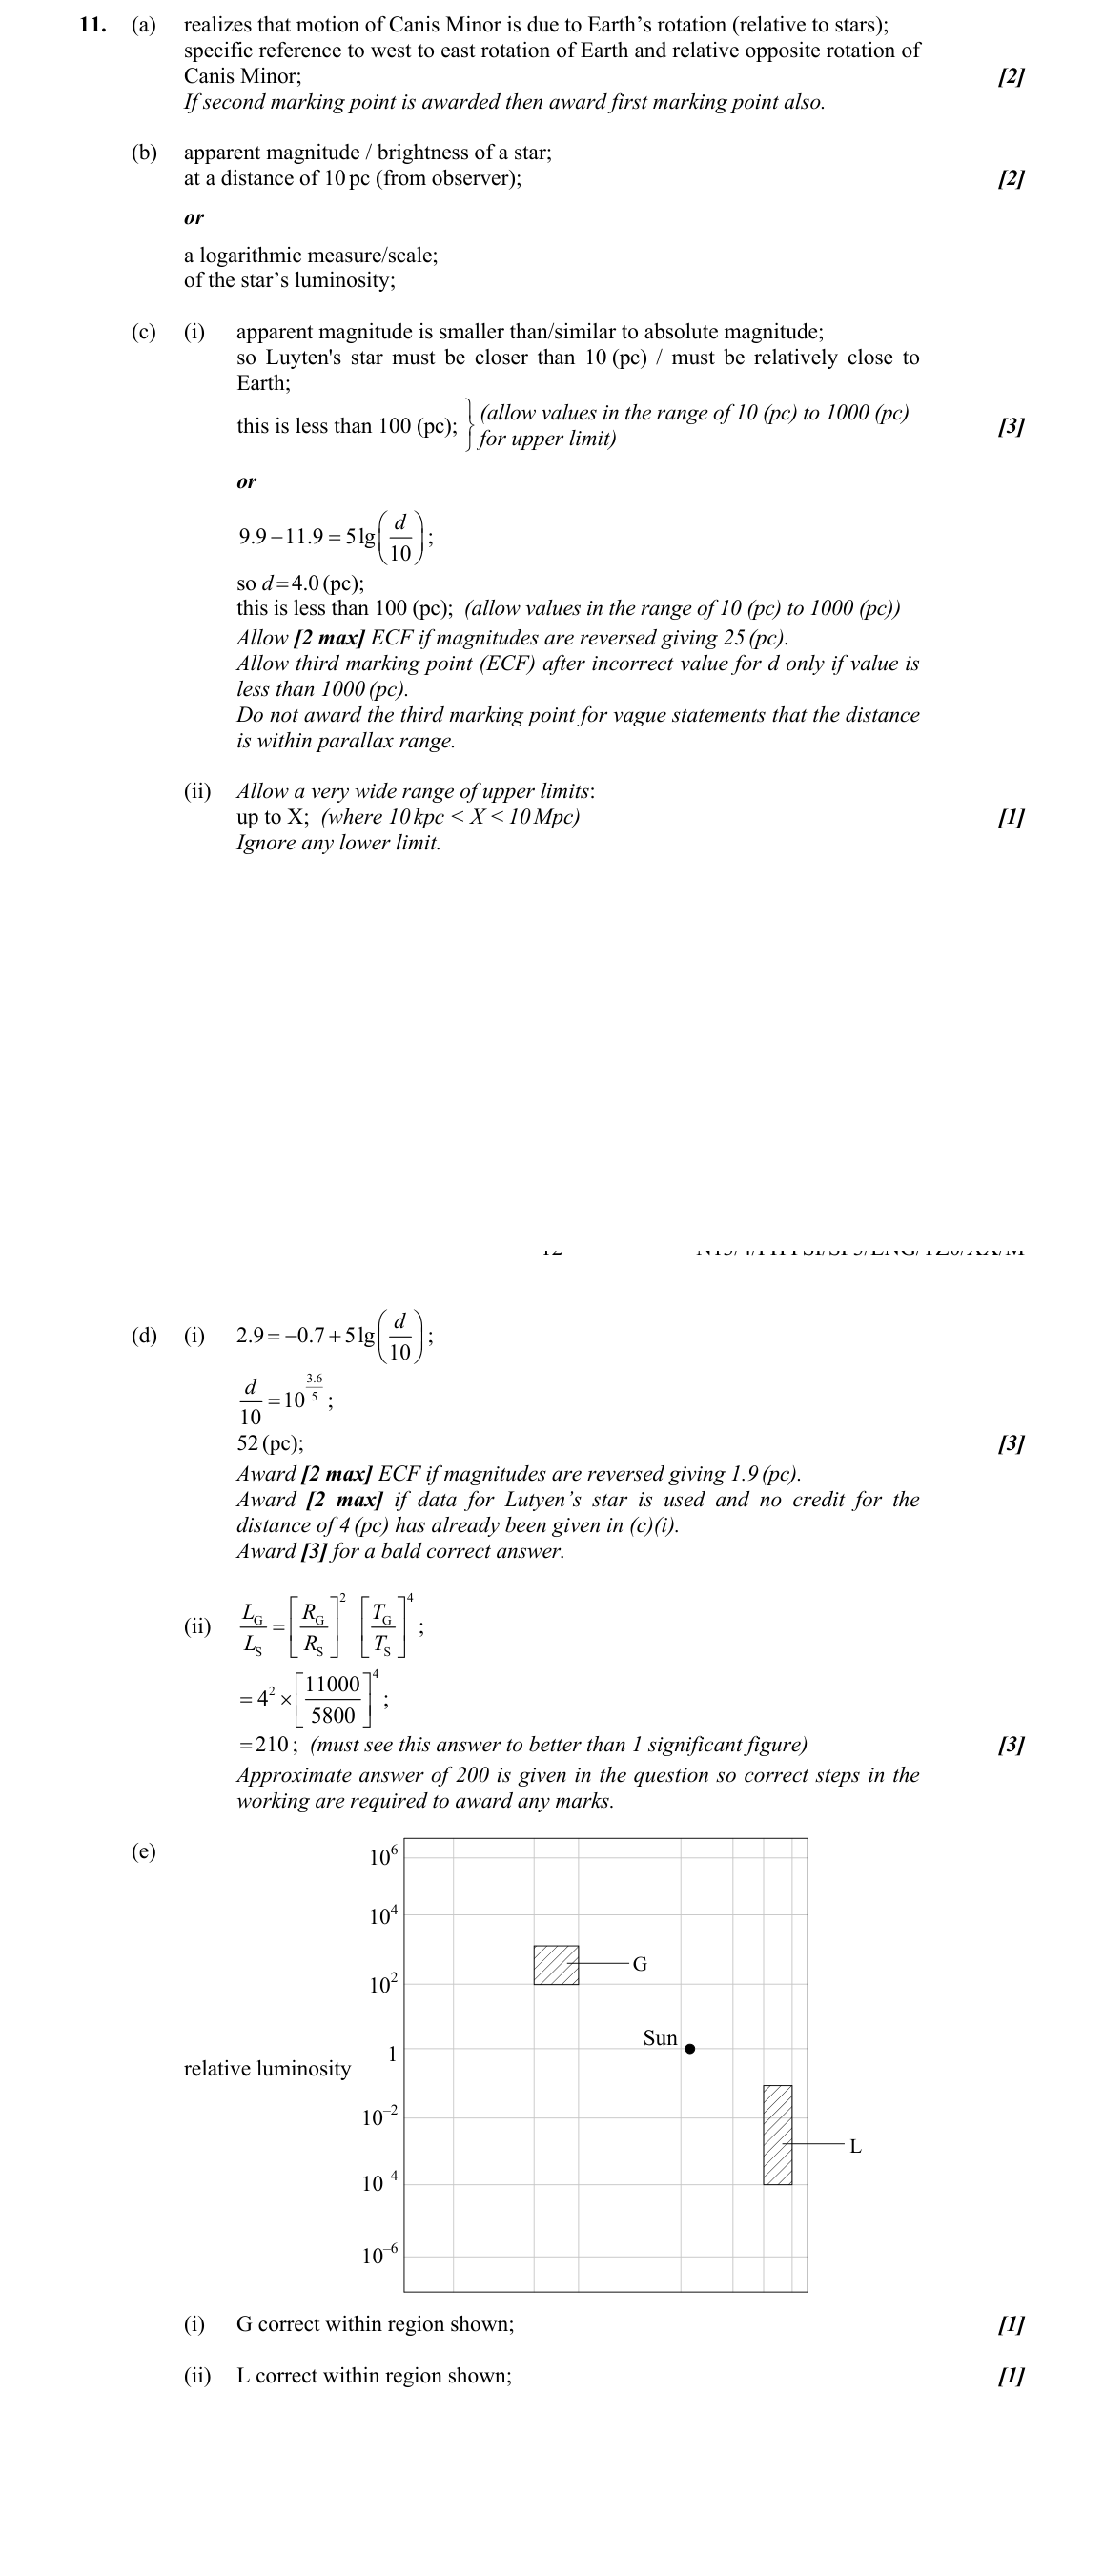 11. (a) realizes that motion of Canis Minor is due to Earth's rotation (relative to stars);
specific reference to west to east rotation of Earth and relative opposite rotation of
Canis Minor; [2]
If second marking point is awarded then award first marking point also.
(b) apparent magnitude / brightness of a star;
at a distance of 10 pc (from observer); [2]
or
a logarithmic measure/scale;
of the star's luminosity;
(c) (i) apparent magnitude is smaller than/similar to absolute magnitude;
so Luyten's star must be closer than 10 (pc) / must be relatively close to
Earth;
this is less than 100 (pc); } (allow values in the range of 10 (pc) to 1000 (pc)
for upper limit) [3]
or
9.9 − 11.9 = 5 lg(d/10);
so d = 4.0 (pc);
this is less than 100 (pc); (allow values in the range of 10 (pc) to 1000 (pc))
Allow [2 max] ECF if magnitudes are reversed giving 25 (pc).
Allow third marking point (ECF) after incorrect value for d only if value is
less than 1000 (pc).
Do not award the third marking point for vague statements that the distance
is within parallax range.
(ii) Allow a very wide range of upper limits:
up to X; (where 10 kpc < X < 10 Mpc) [1]
Ignore any lower limit.
(d) (i) 2.9 = −0.7 + 5 lg(d/10);
d/10 = 10^(3.6/5);
52 (pc); [3]
Award [2 max] ECF if magnitudes are reversed giving 1.9 (pc).
Award [2 max] if data for Lutyen's star is used and no credit for the
distance of 4 (pc) has already been given in (c)(i).
Award [3] for a bald correct answer.
(ii) L_G/L_S = [R_G/R_S]² [T_G/T_S]⁴;
= 4² × [11000/5800]⁴;
= 210; (must see this answer to better than 1 significant figure) [3]
Approximate answer of 200 is given in the question so correct steps in the
working are required to award any marks.
(e)
10⁶
10⁴
G
10²
Sun
1
relative luminosity
10⁻²
L
10⁻⁴
10⁻⁶
(i) G correct within region shown; [1]
(ii) L correct within region shown; [1]